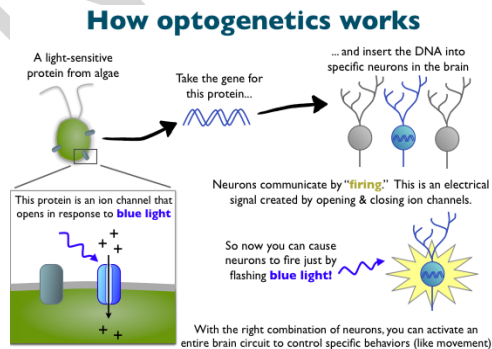 How optogenetics works
A light-sensitive
protein from algae
Take the gene for
this protein...
... and insert the DNA into
specific neurons in the brain
This protein is an ion channel that
opens in response to blue light
+ +
+ +
+ +
Neurons communicate by "firing." This is an electrical
signal created by opening & closing ion channels.
So now you can cause
neurons to fire just by
flashing blue light!
With the right combination of neurons, you can activate an
entire brain circuit to control specific behaviors (like movement)